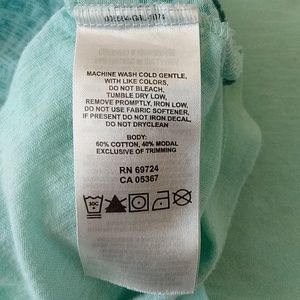 MACHINE WASH COLD GENTLE,
WITH LIKE COLORS,
DO NOT BLEACH,
TUMBLE DRY LOW,
REMOVE PROMPTLY, IRON LOW,
DO NOT USE FABRIC SOFTENER,
IF PRESENT DO NOT IRON DECAL,
DO NOT DRYCLEAN
BODY:
60% COTTON, 40% MODAL
EXCLUSIVE OF TRIMMING
RN 69724
CA 05367